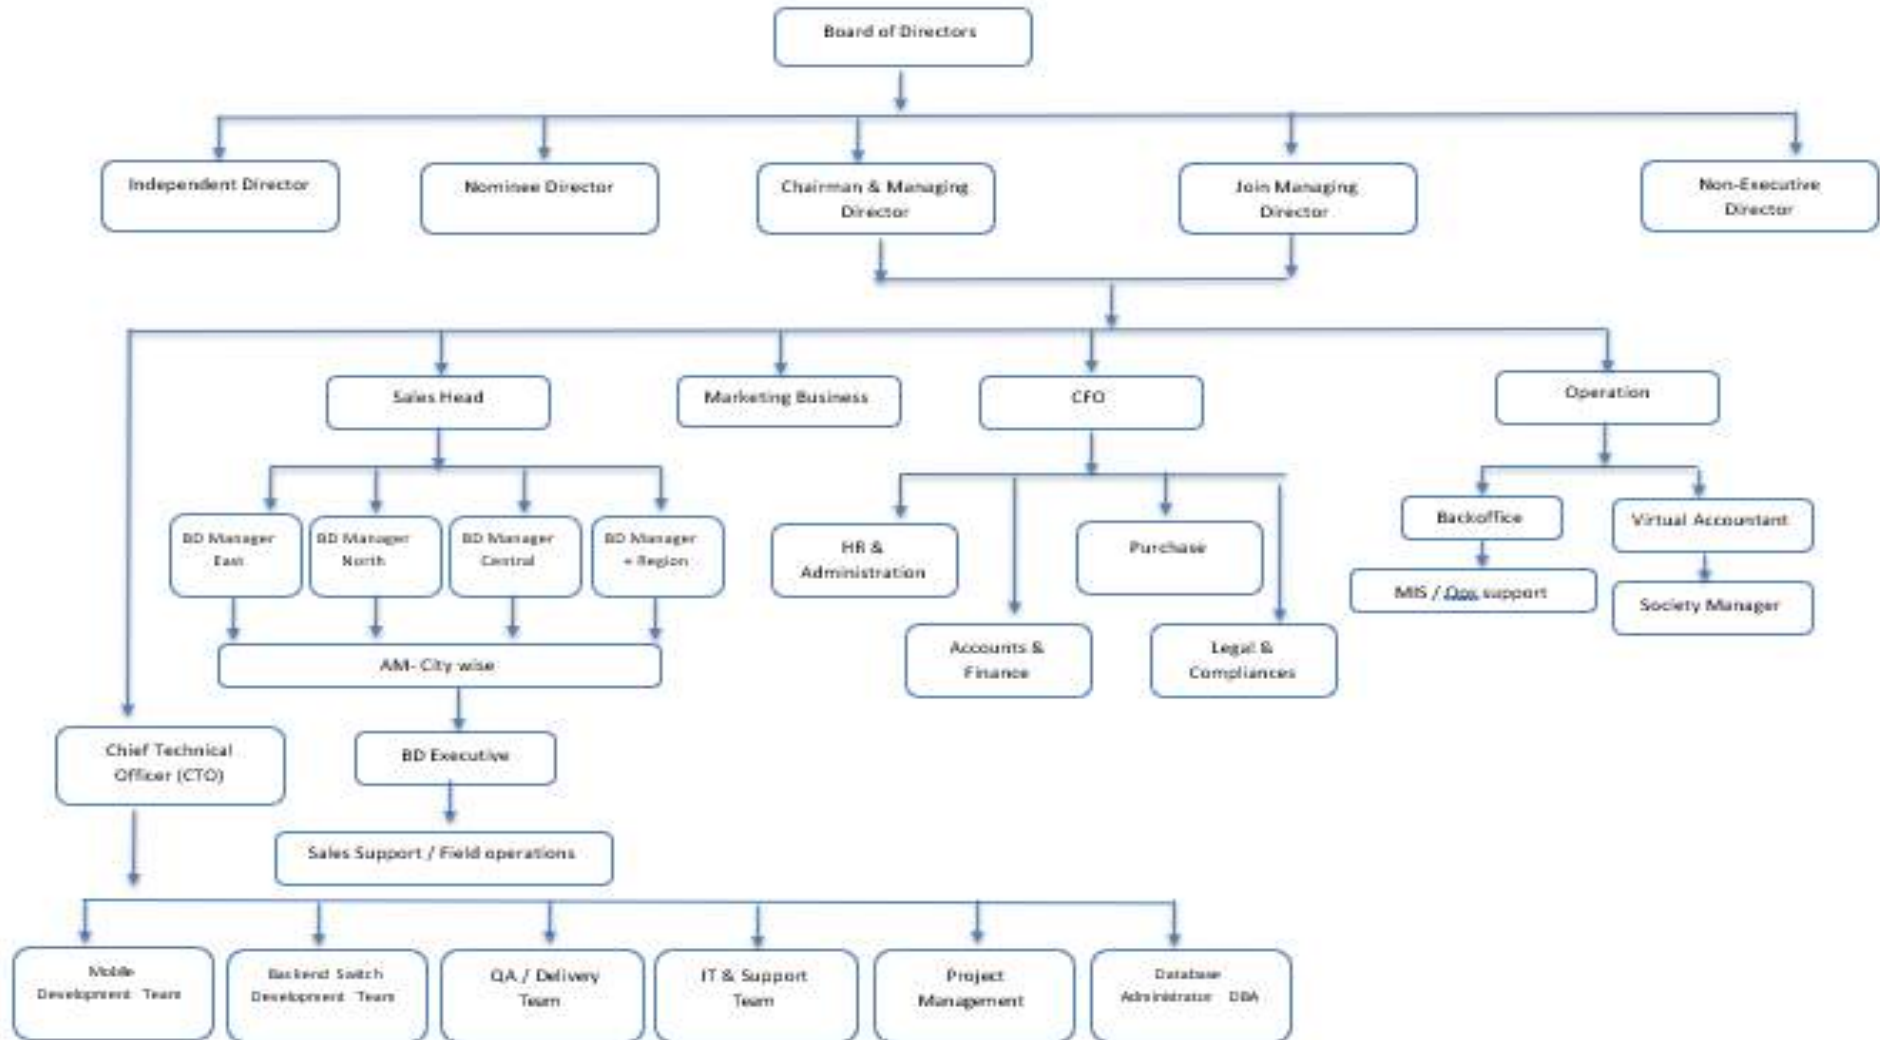 Board of Directors
Independent Director
Nominee Director
Chairman & Managing
Director
Join Managing
Director
Non-Executive
Director
Sales Head
Marketing Business
CFO
Operation
BD Manager
East
BD Manager
North
BD Manager
Central
BD Manager
+ Region
HR &
Administration
Purchase
Backoffice
Virtual Accountant
MIS / Ops support
Society Manager
Accounts &
Finance
Legal &
Compliances
AM- City wise
Chief Technical
Officer (CTO)
BD Executive
Sales Support / Field operations
Mobile
Development Team
Backend Switch
Development Team
QA / Delivery
Team
IT & Support
Team
Project
Management
Database
Administrator DBA